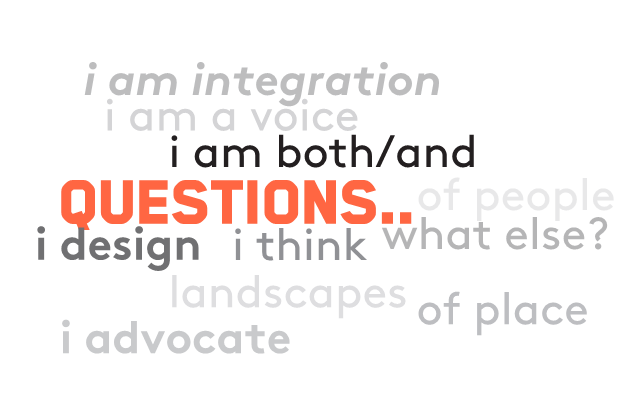 i am integration
i am a voice
i am both/and
QUESTIONS..
of people
what else?
i design
i think
landscapes
of place
i advocate